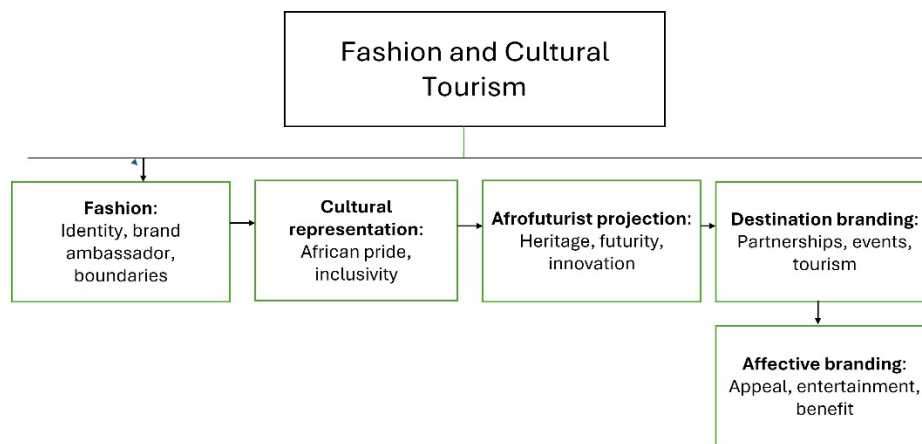 Fashion and Cultural
Tourism
Fashion:
Identity, brand
ambassador,
boundaries
Cultural
representation:
African pride,
inclusivity
Afrofuturist projection:
Heritage, futurity,
innovation
Destination branding:
Partnerships, events,
tourism
Affective branding:
Appeal, entertainment,
benefit